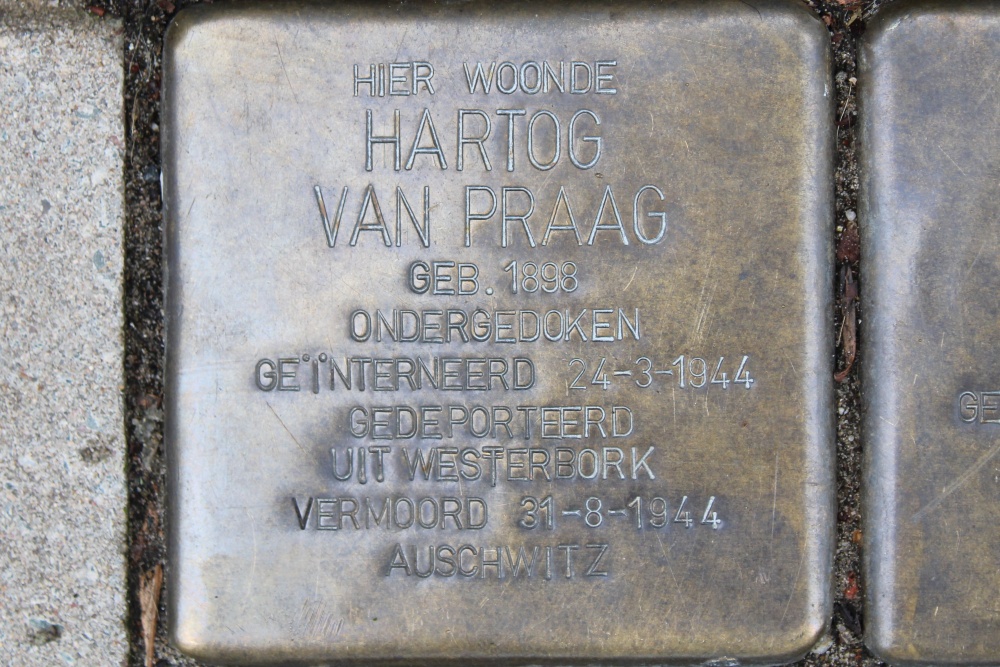 HIER WOONDE
HARTOG
VAN PRAAG
GEB. 1898
ONDERGEDOKEN
GEÏNTERNEERD 24-3-1944
GEDEPORTEERD
UIT WESTERBORK
VERMOORD 31-8-1944
AUSCHWITZ